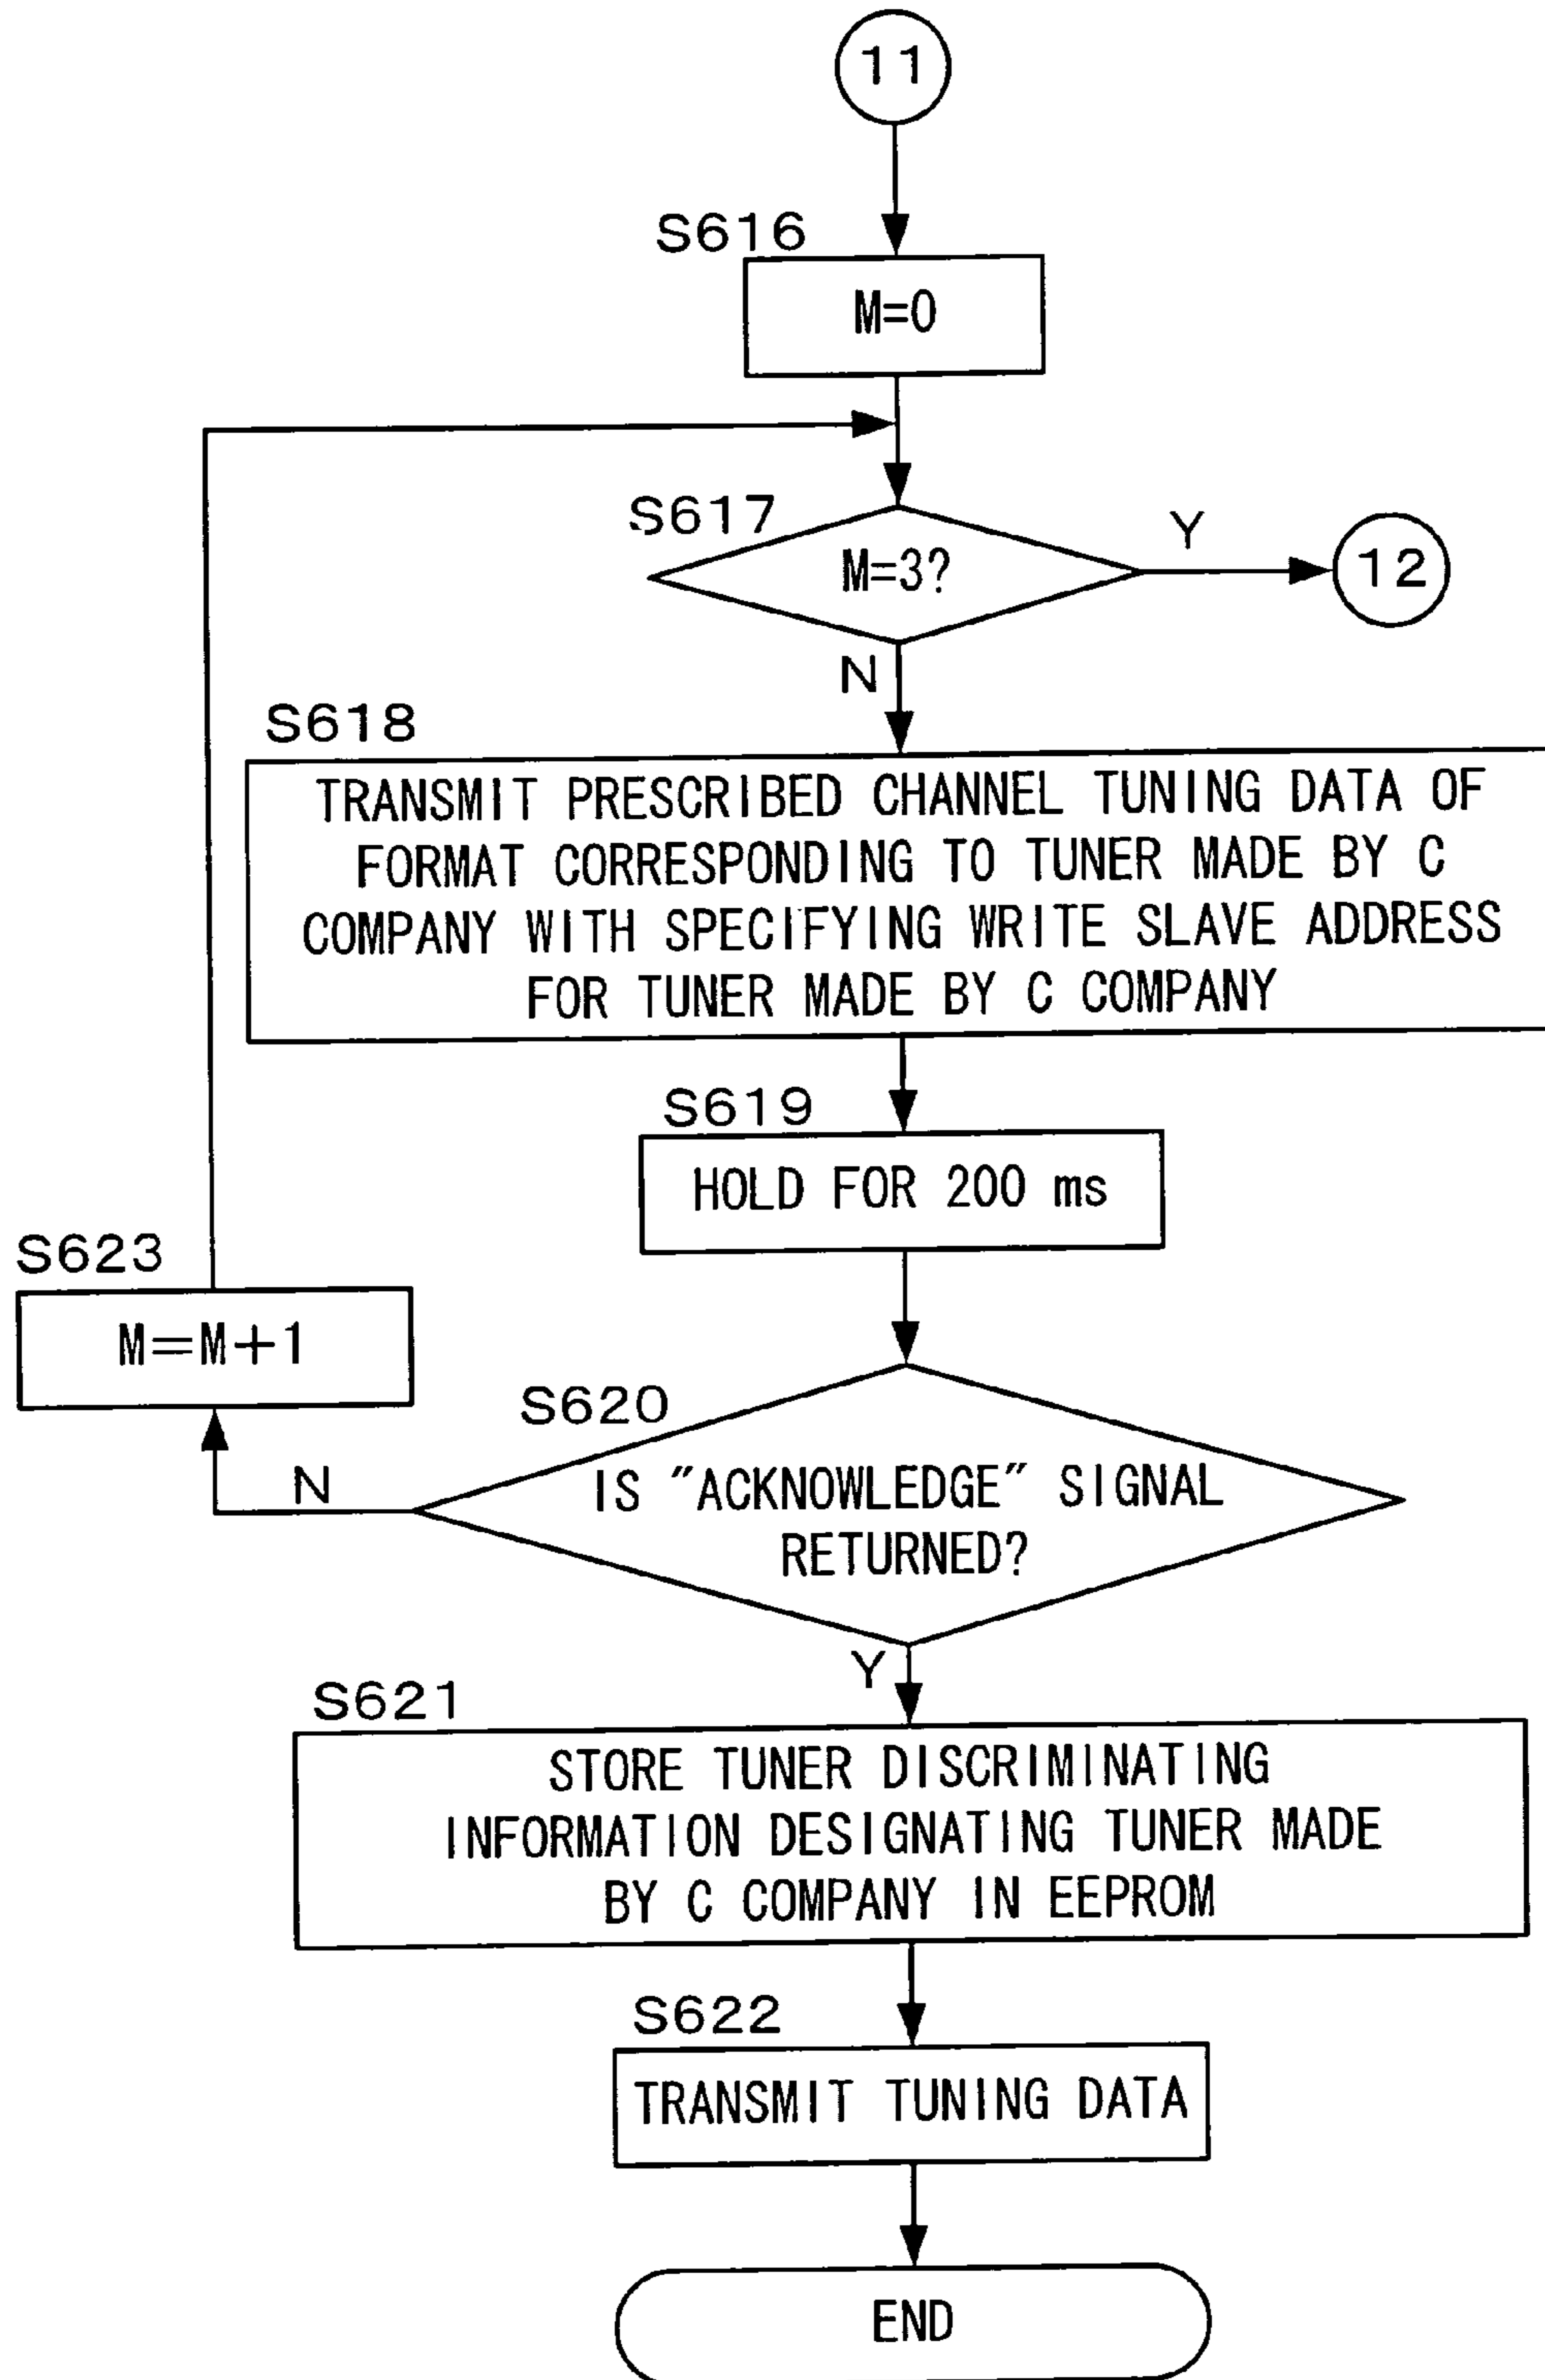 11
S616
M=0
S617
M=3?
Y
12
N
S618
TRANSMIT PRESCRIBED CHANNEL TUNING DATA OF
FORMAT CORRESPONDING TO TUNER MADE BY C
COMPANY WITH SPECIFYING WRITE SLAVE ADDRESS
FOR TUNER MADE BY C COMPANY
S619
HOLD FOR 200 ms
S623
M=M+1
S620
N
IS "ACKNOWLEDGE" SIGNAL
RETURNED?
Y
S621
STORE TUNER DISCRIMINATING
INFORMATION DESIGNATING TUNER MADE
BY C COMPANY IN EEPROM
S622
TRANSMIT TUNING DATA
END